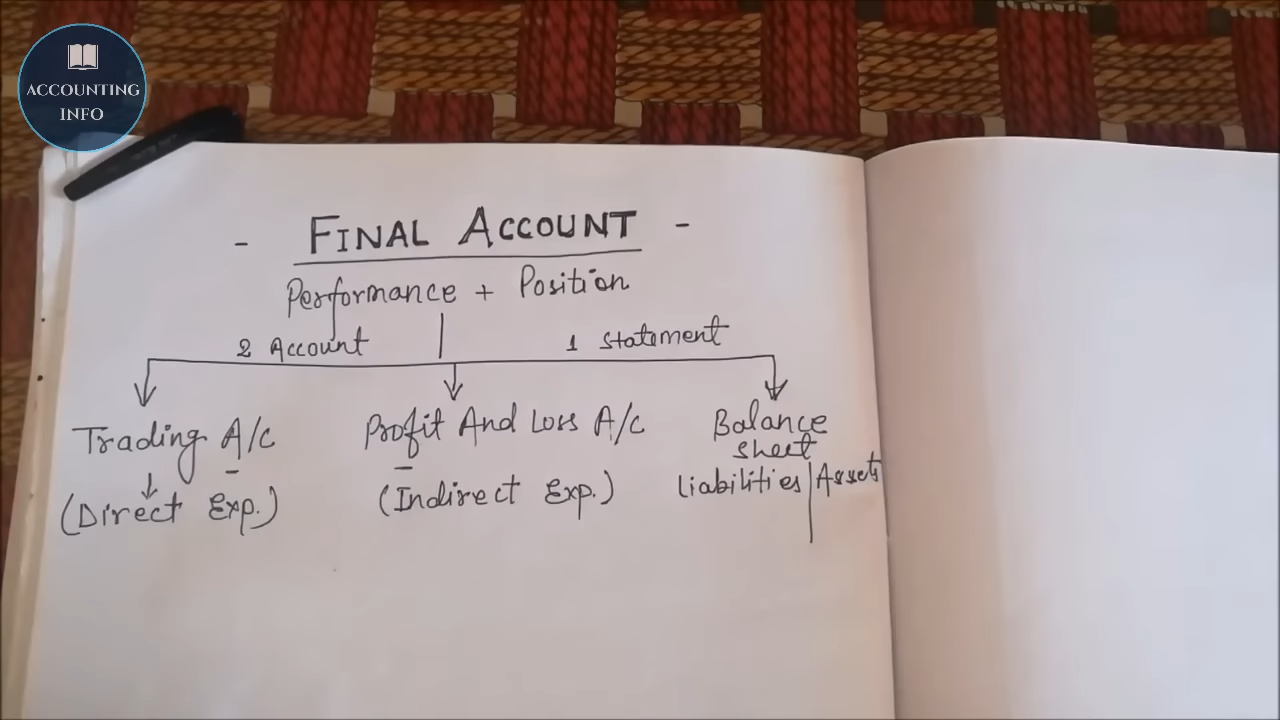 ACCOUNTING
INFO
- FINAL ACCOUNT -
Performance + Position
2 Account 1 Statement
Trading A/c Profit And Loss A/c Balance
sheet
Liabilities Assets
(Direct Exp.) (Indirect Exp.)